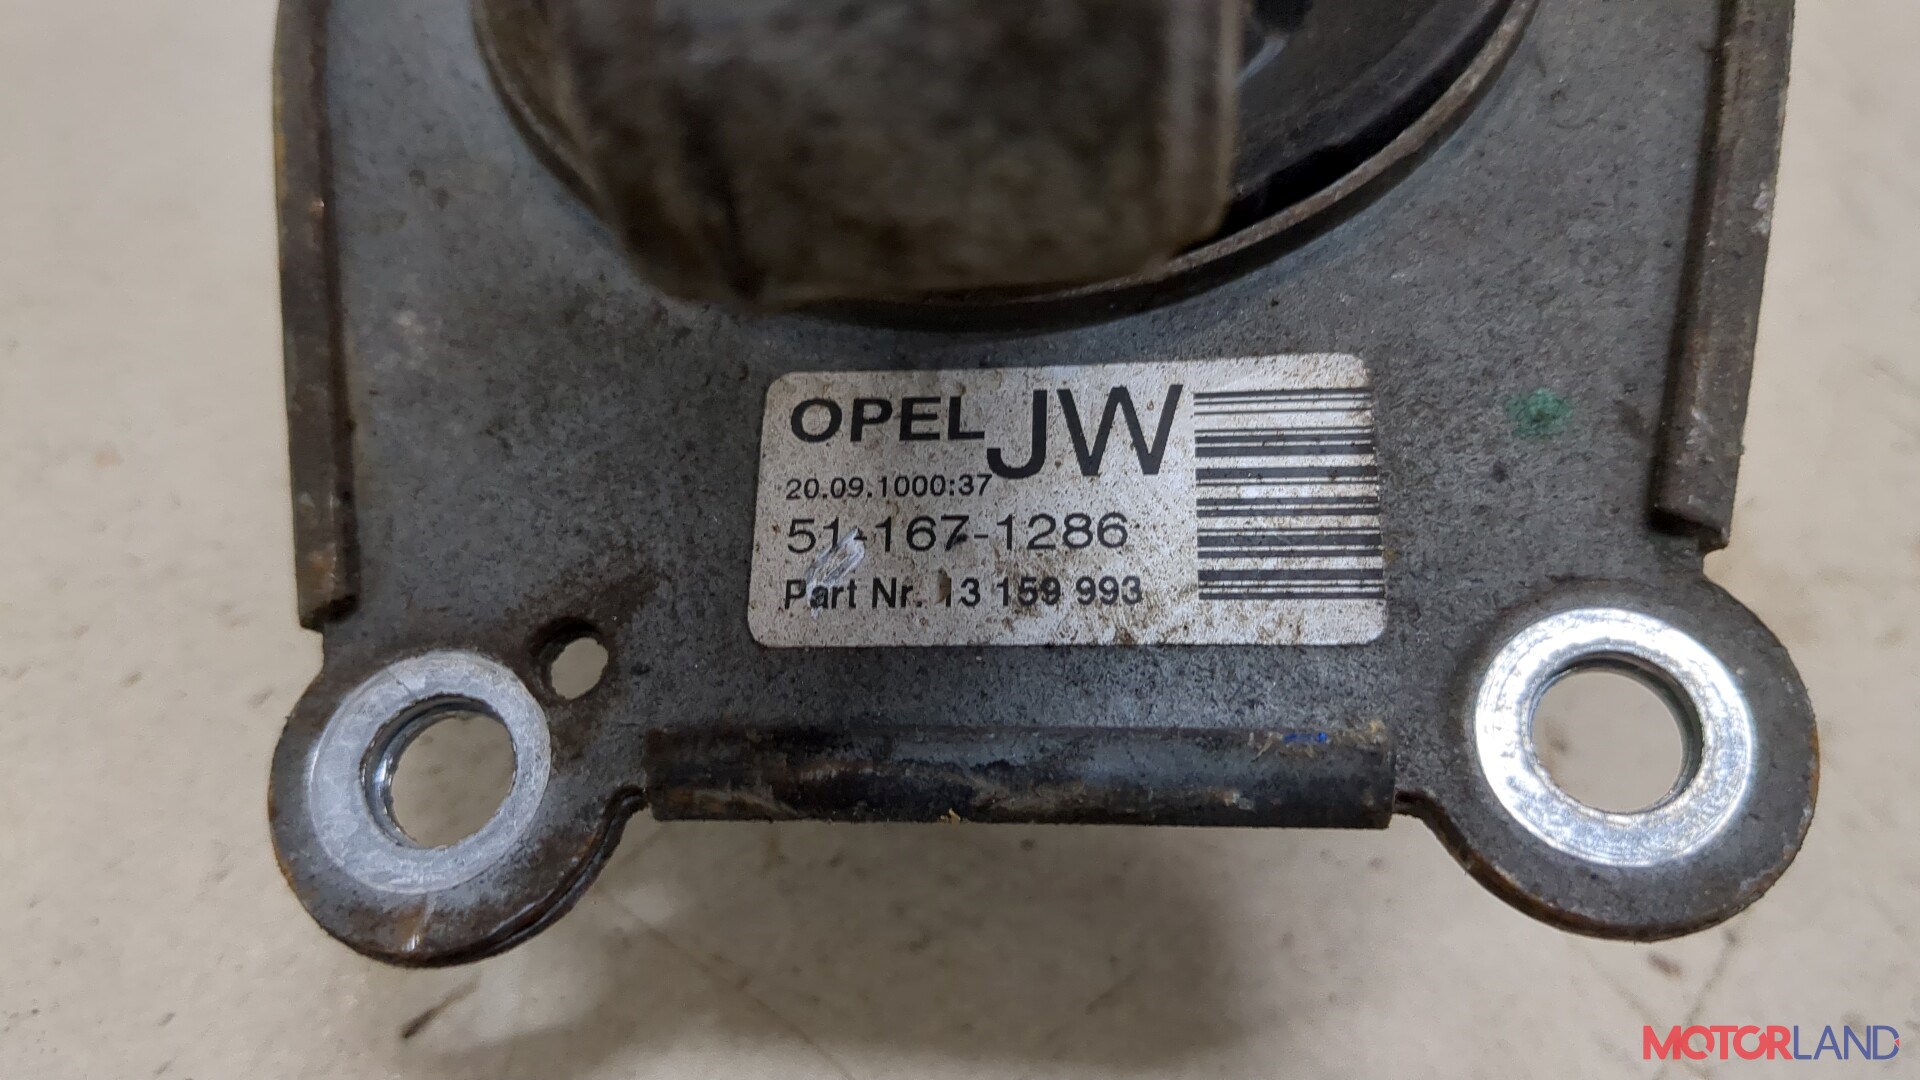 OPEL JW
20.09.1000:37
51-167-1286
Part Nr. 13 159 993
MOTORLAND